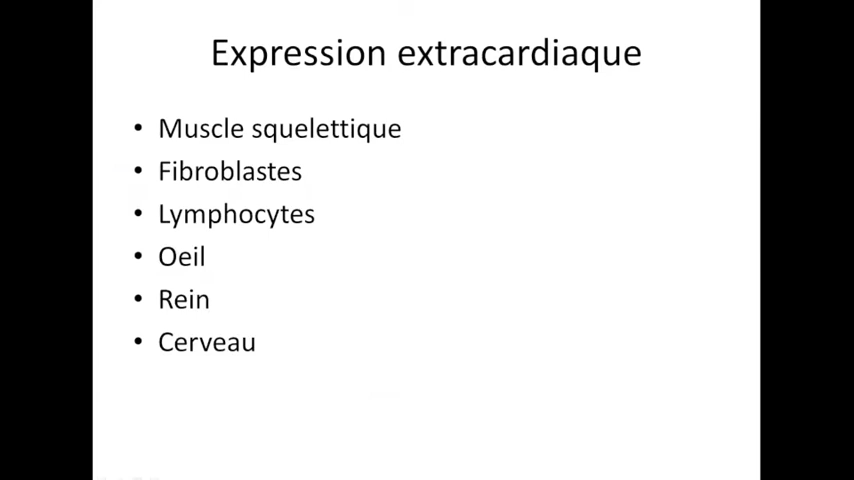 Expression extracardiaque
• Muscle squelettique
• Fibroblastes
• Lymphocytes
• Oeil
• Rein
• Cerveau